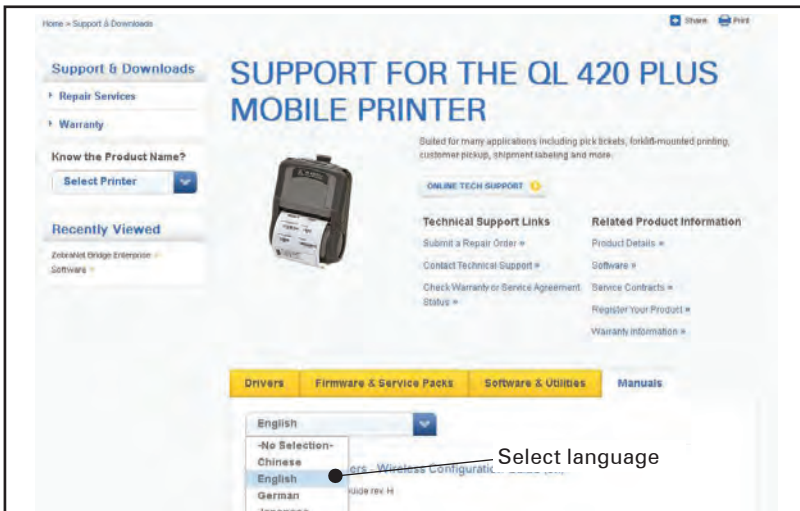 Home » Support & Downloads
Share Print
Support & Downloads
Repair Services
Warranty
Know the Product Name?
Select Printer
Recently Viewed
ZebraNet Bridge Enterprise »
Software »
SUPPORT FOR THE QL 420 PLUS
MOBILE PRINTER
Suited for many applications including pick tickets, forklift-mounted printing,
customer pickup, shipment labeling and
more.
ONLINE TECH SUPPORT
Technical Support Links
Submit a Repair Order »
Contact Technical Support »
Check Warranty or Service Agreement
Status »
Related Product Information
Product Details »
Software »
Service Contracts »
Register Your Product »
Warranty Information »
Drivers Firmware & Service Packs Software & Utilities Manuals
English
-No Selection-
Chinese
English
German
ers - Wireless Configuration
uide rev H
Select language